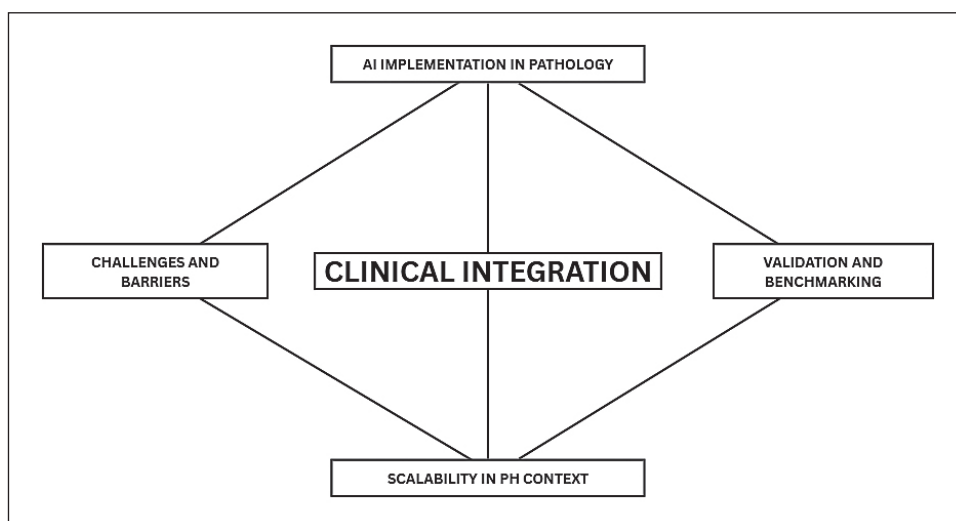 AI IMPLEMENTATION IN PATHOLOGY
CHALLENGES AND
BARRIERS
CLINICAL INTEGRATION
VALIDATION AND
BENCHMARKING
SCALABILITY IN PH CONTEXT